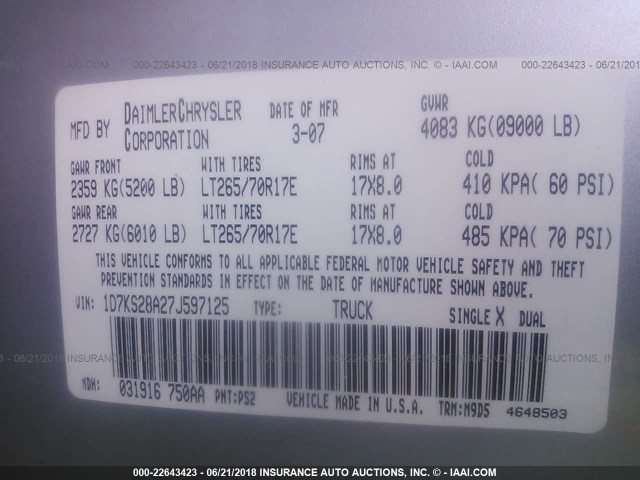 000-22643423 - 06/21/2018 INSURANCE AUTO AUCTIONS, INC. © - IAAI.COM
MFD BY DAIMLERCHRYSLER CORPORATION DATE OF MFR 3-07 GVWR 4083 KG(09000 LB)
GAWR FRONT WITH TIRES RIMS AT COLD
2359 KG(5200 LB) LT265/70R17E 17X8.0 410 KPA( 60 PSI)
GAWR REAR WITH TIRES RIMS AT COLD
2727 KG(6010 LB) LT265/70R17E 17X8.0 485 KPA( 70 PSI)
THIS VEHICLE CONFORMS TO ALL APPLICABLE FEDERAL MOTOR VEHICLE SAFETY AND THEFT
PREVENTION STANDARDS IN EFFECT ON THE DATE OF MANUFACTURE SHOWN ABOVE.
VIN: 1D7KS28A27J597125 TYPE: TRUCK SINGLE X DUAL
MDH: 031916 750AA PNT:PS2 VEHICLE MADE IN U.S.A. TRM:M9D5 4648503
000-22643423 - 06/21/2018 INSURANCE AUTO AUCTIONS, INC. © - IAAI.COM